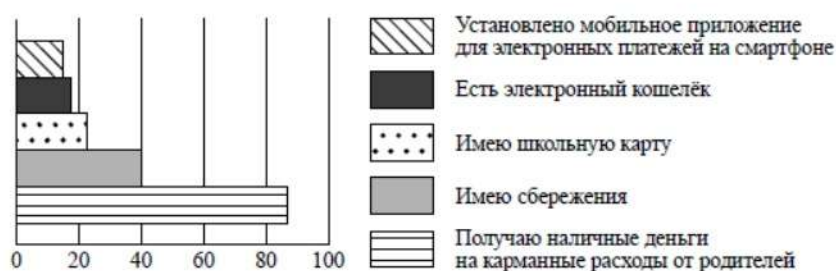 Установлено мобильное приложение
для электронных платежей на смартфоне
Есть электронный кошелёк
Имею школьную карту
Имею сбережения
Получаю наличные деньги
на карманные расходы от родителей
0 20 40 60 80 100